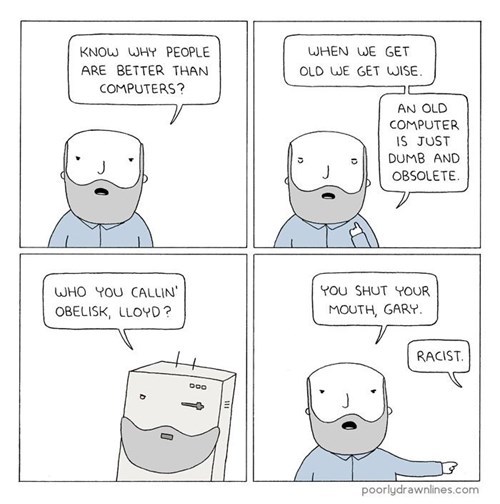 KNOW WHY PEOPLE
ARE BETTER THAN
COMPUTERS?
WHEN WE GET
OLD WE GET WISE.
AN OLD
COMPUTER
IS JUST
DUMB AND
OBSOLETE.
WHO YOU CALLIN'
OBELISK, LLOYD?
YOU SHUT YOUR
MOUTH, GARY.
RACIST.
poorlydrawnlines.com